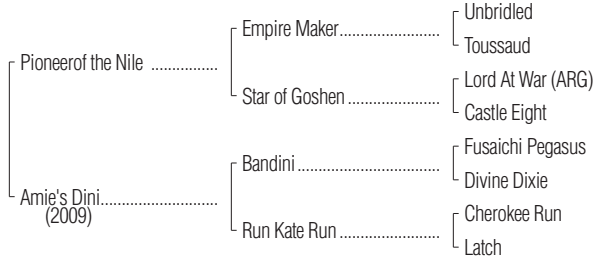 Unbridled
Empire Maker......................
Toussaud
Pioneerof the Nile ................
Lord At War (ARG)
Star of Goshen ....................
Castle Eight
Fusaichi Pegasus
Bandini ...............................
Divine Dixie
Amie's Dini.........................
(2009)
Cherokee Run
Run Kate Run ......................
Latch